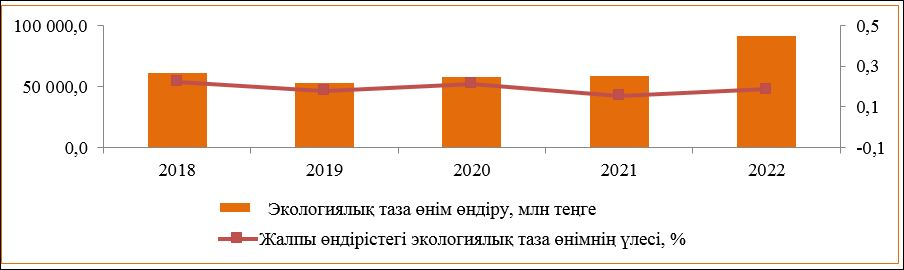 100 000,0
50 000,0
0,0
0,5
0,3
0,1
-0,1
2018 2019 2020 2021 2022
Экологиялық таза өнім өндіру, млн теңге
Жалпы өндірістегі экологиялық таза өнімнің үлесі, %